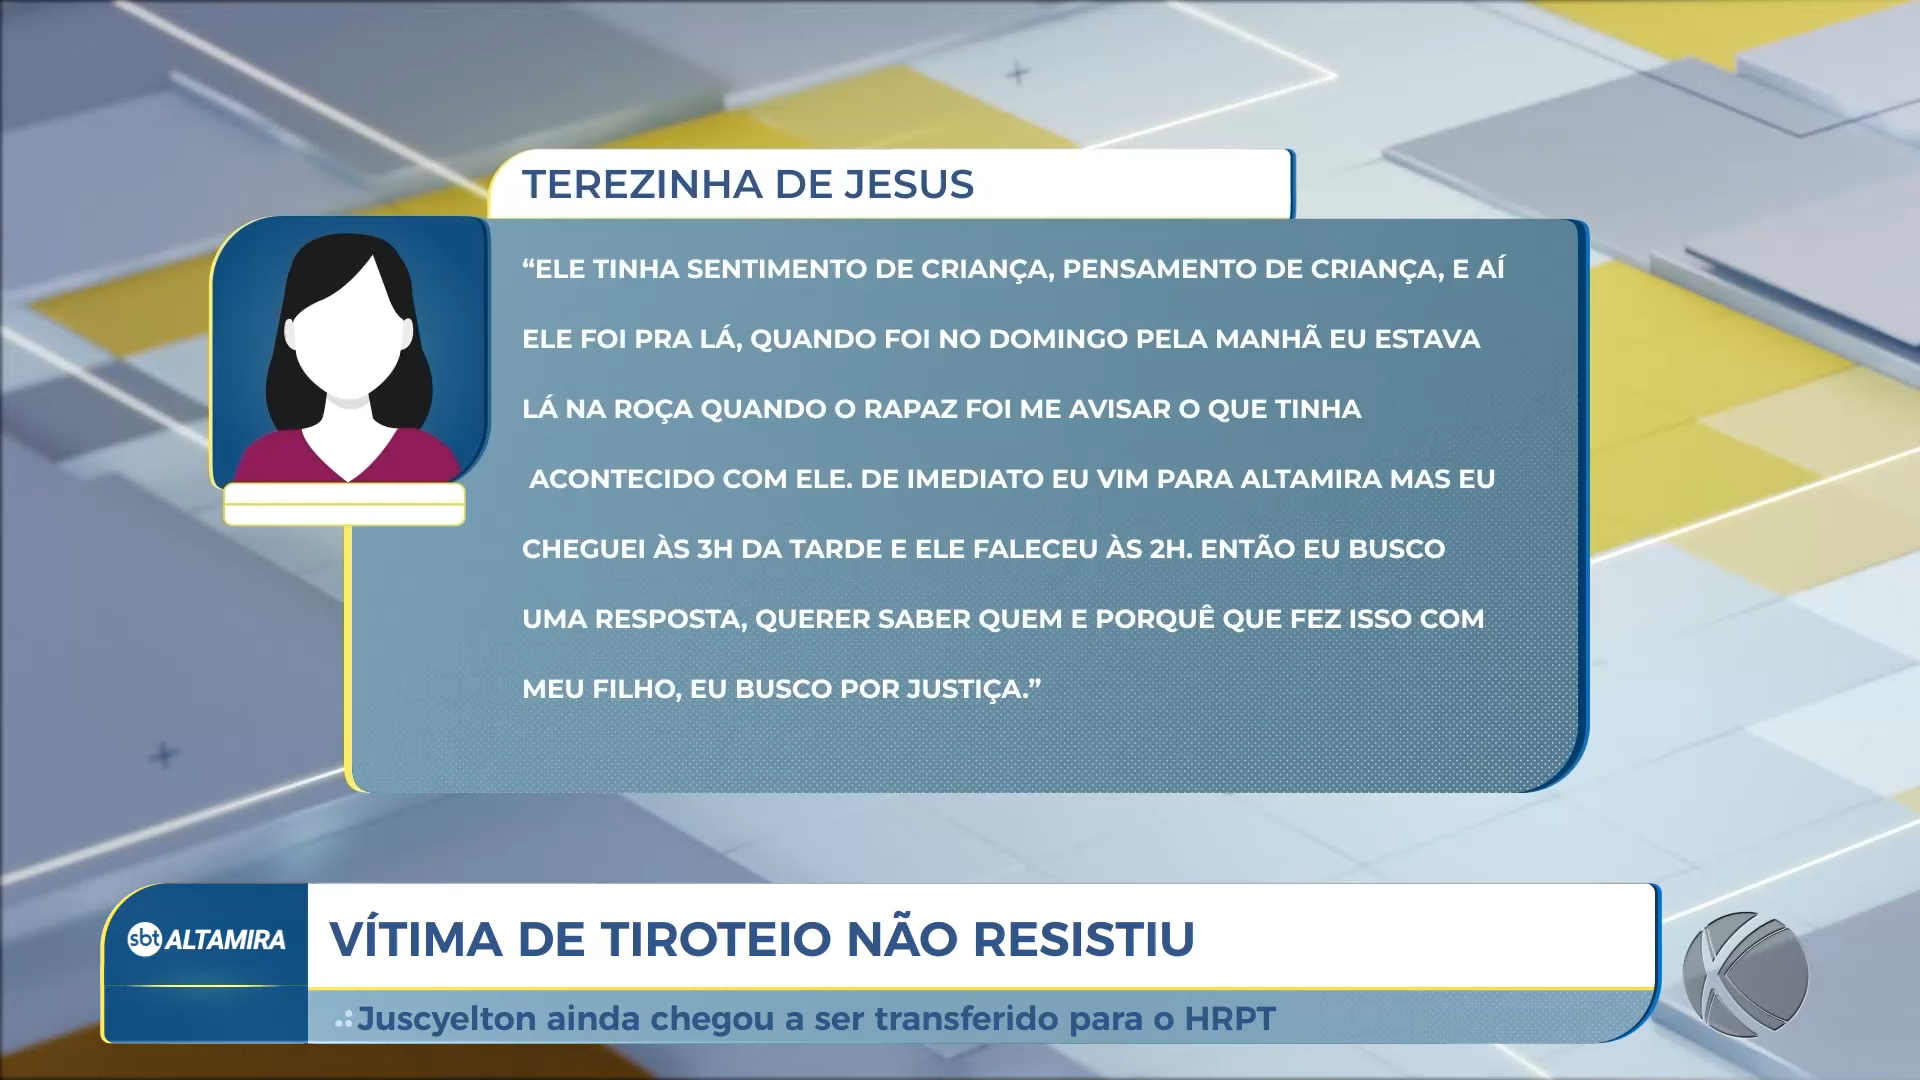 TEREZINHA DE JESUS
“ELE TINHA SENTIMENTO DE CRIANÇA, PENSAMENTO DE CRIANÇA, E AÍ
ELE FOI PRA LÁ, QUANDO FOI NO DOMINGO PELA MANHÃ EU ESTAVA
LÁ NA ROÇA QUANDO O RAPAZ FOI ME AVISAR O QUE TINHA
ACONTECIDO COM ELE. DE IMEDIATO EU VIM PARA ALTAMIRA MAS EU
CHEGUEI ÀS 3H DA TARDE E ELE FALECEU ÀS 2H. ENTÃO EU BUSCO
UMA RESPOSTA, QUERER SABER QUEM E PORQUÊ QUE FEZ ISSO COM
MEU FILHO, EU BUSCO POR JUSTIÇA.”
sbt ALTAMIRA
VÍTIMA DE TIROTEIO NÃO RESISTIU
Juscyelton ainda chegou a ser transferido para o HRPT